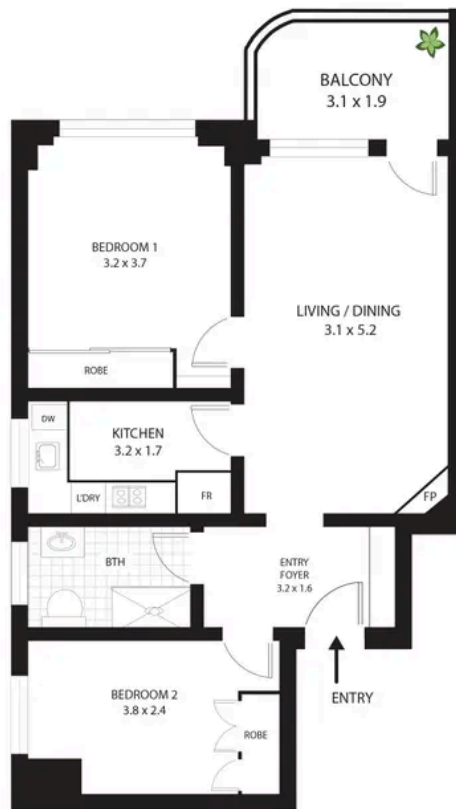 BALCONY
3.1 x 1.9
BEDROOM 1
3.2 x 3.7
LIVING / DINING
3.1 x 5.2
ROBE
DW
KITCHEN
3.2 x 1.7
L'DRY
FR
FP
BTH
ENTRY
FOYER
3.2 x 1.6
BEDROOM 2
3.8 x 2.4
ROBE
ENTRY